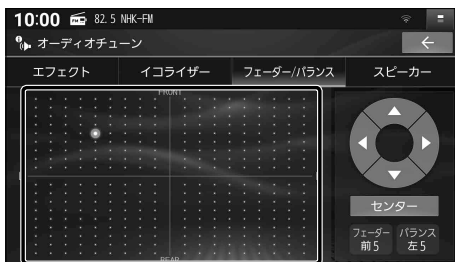 10:00 82.5 NHK-FM
オーディオチューン
エフェクト イコライザー フェーダー/バランス スピーカー
FRONT
センター
フェーダー バランス
前5 左5
REAR